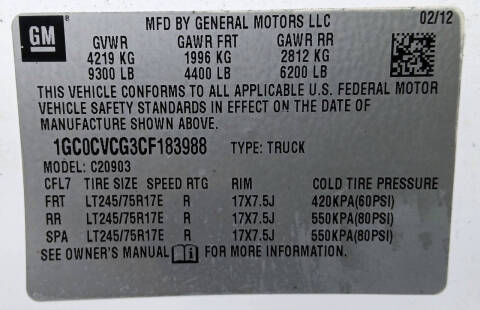 GM
MFD BY GENERAL MOTORS LLC 02/12
GVWR GAWR FRT GAWR RR
4219 KG 1996 KG 2812 KG
9300 LB 4400 LB 6200 LB
THIS VEHICLE CONFORMS TO ALL APPLICABLE U.S. FEDERAL MOTOR
VEHICLE SAFETY STANDARDS IN EFFECT ON THE DATE OF
MANUFACTURE SHOWN ABOVE.
1GC0CVCG3CF183988 TYPE: TRUCK
MODEL: C20903
CFL7 TIRE SIZE SPEED RTG RIM COLD TIRE PRESSURE
FRT LT245/75R17E R 17X7.5J 420KPA(60PSI)
RR LT245/75R17E R 17X7.5J 550KPA(80PSI)
SPA LT245/75R17E R 17X7.5J 550KPA(80PSI)
SEE OWNER'S MANUAL FOR MORE INFORMATION.